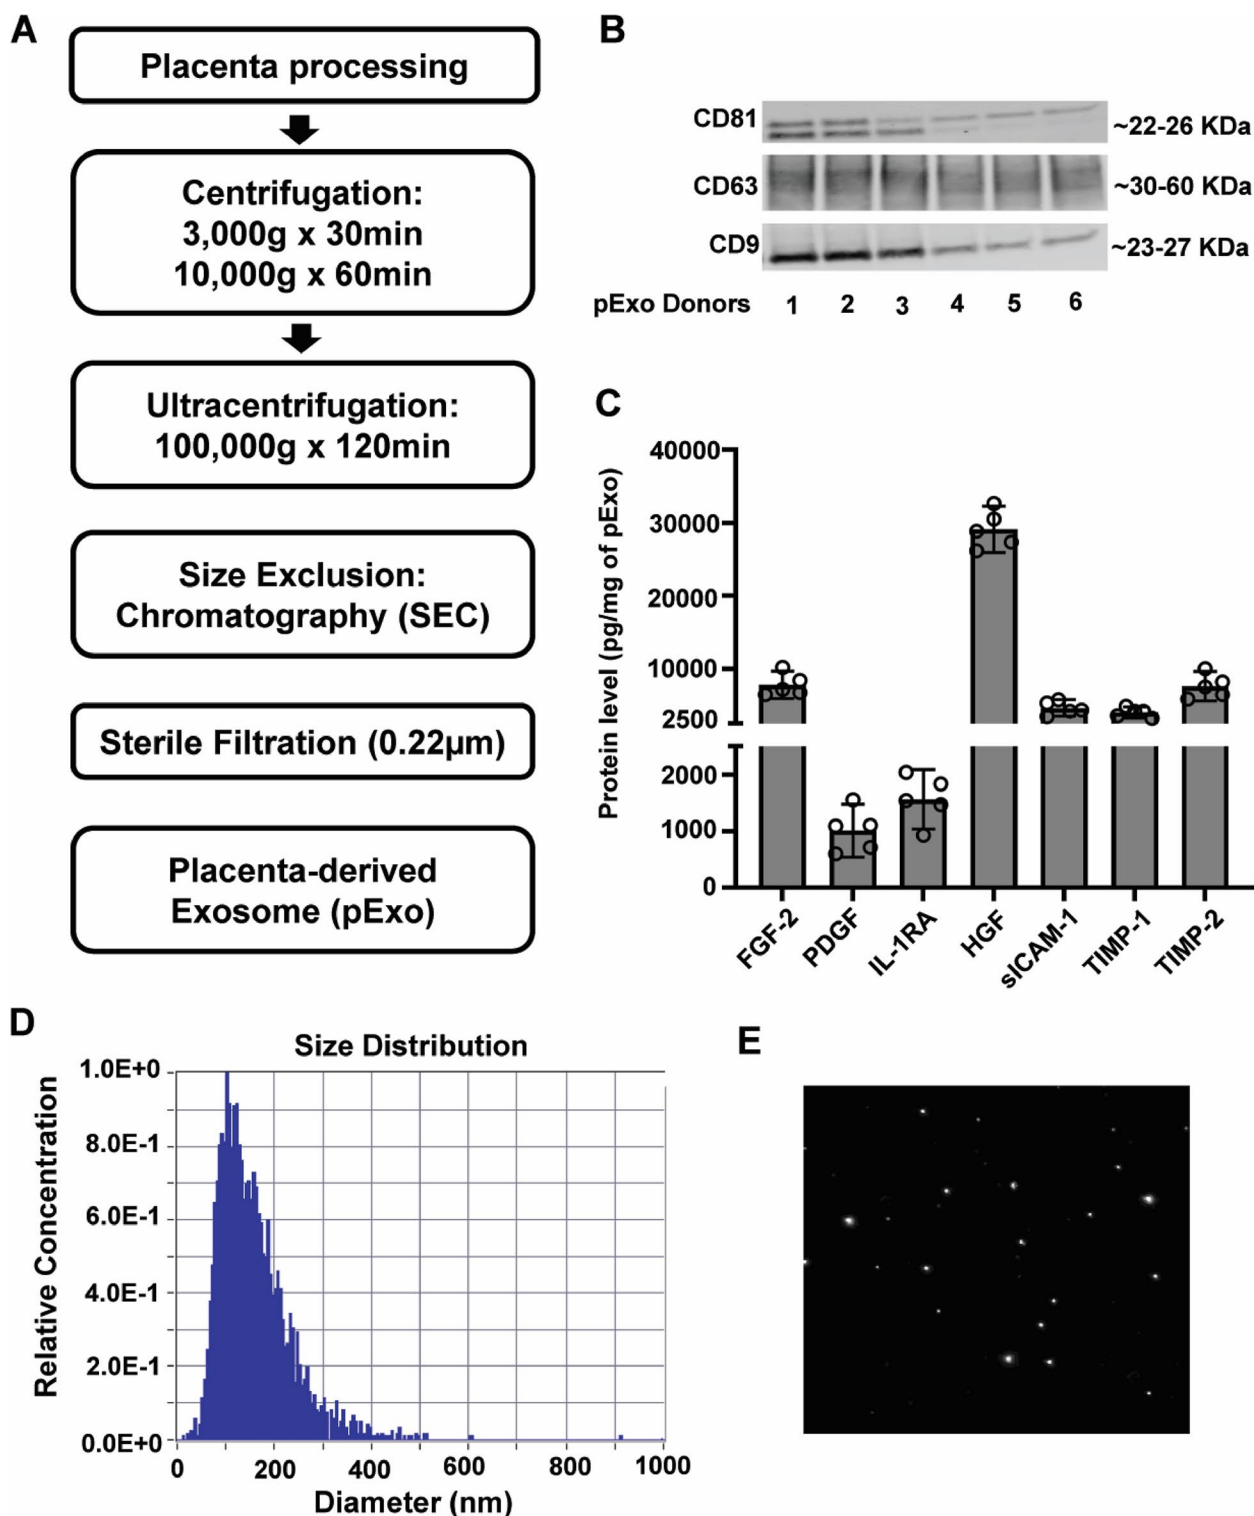 A
Placenta processing
Centrifugation:
3,000g x 30min
10,000g x 60min
Ultracentrifugation:
100,000g x 120min
Size Exclusion:
Chromatography (SEC)
Sterile Filtration (0.22µm)
Placenta-derived
Exosome (pExo)
B
CD81
~22-26 KDa
CD63
~30-60 KDa
CD9
~23-27 KDa
pExo Donors 1 2 3 4 5 6
C
Protein level (pg/mg of pExo)
40000
30000
20000
10000
2500
2000
1000
0
FGF-2
PDGF
IL-1RA
HGF
sICAM-1
TIMP-1
TIMP-2
D
Size Distribution
Relative Concentration
1.0E+0
8.0E-1
6.0E-1
4.0E-1
2.0E-1
0.0E+0
0 200 400 600 800 1000
Diameter (nm)
E